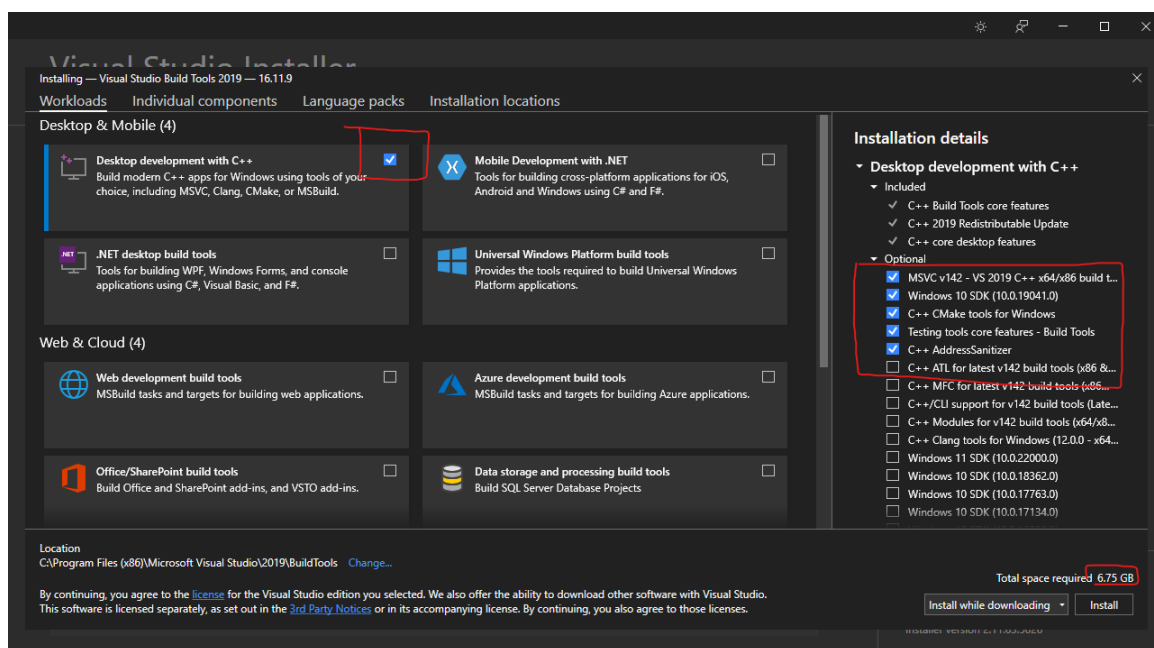 Visual Studio Installer
Installing — Visual Studio Build Tools 2019 — 16.11.9
Workloads Individual components Language packs Installation locations
Desktop & Mobile (4)
Desktop development with C++
Build modern C++ apps for Windows using tools of your
choice, including MSVC, Clang, CMake, or MSBuild.
Mobile Development with .NET
Tools for building cross-platform applications for iOS,
Android and Windows using C# and F#.
.NET
.NET desktop build tools
Tools for building WPF, Windows Forms, and console
applications using C#, Visual Basic, and F#.
Universal Windows Platform build tools
Provides the tools required to build Universal Windows
Platform applications.
Web & Cloud (4)
Web development build tools
MSBuild tasks and targets for building web applications.
Azure development build tools
MSBuild tasks and targets for building Azure applications.
Office/SharePoint build tools
Build Office and SharePoint add-ins, and VSTO add-ins.
Data storage and processing build tools
Build SQL Server Database Projects
Installation details
Desktop development with C++
Included
C++ Build Tools core features
C++ 2019 Redistributable Update
C++ core desktop features
Optional
MSVC v142 - VS 2019 C++ x64/x86 build t...
Windows 10 SDK (10.0.19041.0)
C++ CMake tools for Windows
Testing tools core features - Build Tools
C++ AddressSanitizer
C++ ATL for latest v142 build tools (x86 &...
C++ MFC for latest v142 build tools (x86...
C++/CLI support for v142 build tools (Late...
C++ Modules for v142 build tools (x64/x8...
C++ Clang tools for Windows (12.0.0 - x64...
Windows 11 SDK (10.0.22000.0)
Windows 10 SDK (10.0.18362.0)
Windows 10 SDK (10.0.17763.0)
Windows 10 SDK (10.0.17134.0)
Location
C:\Program Files (x86)\Microsoft Visual Studio\2019\BuildTools Change...
By continuing, you agree to the license for the Visual Studio edition you selected. We also offer the ability to download other software with Visual Studio.
This software is licensed separately, as set out in the 3rd Party Notices or in its accompanying license. By continuing, you also agree to those licenses.
Total space required 6.75 GB
Install while downloading Install